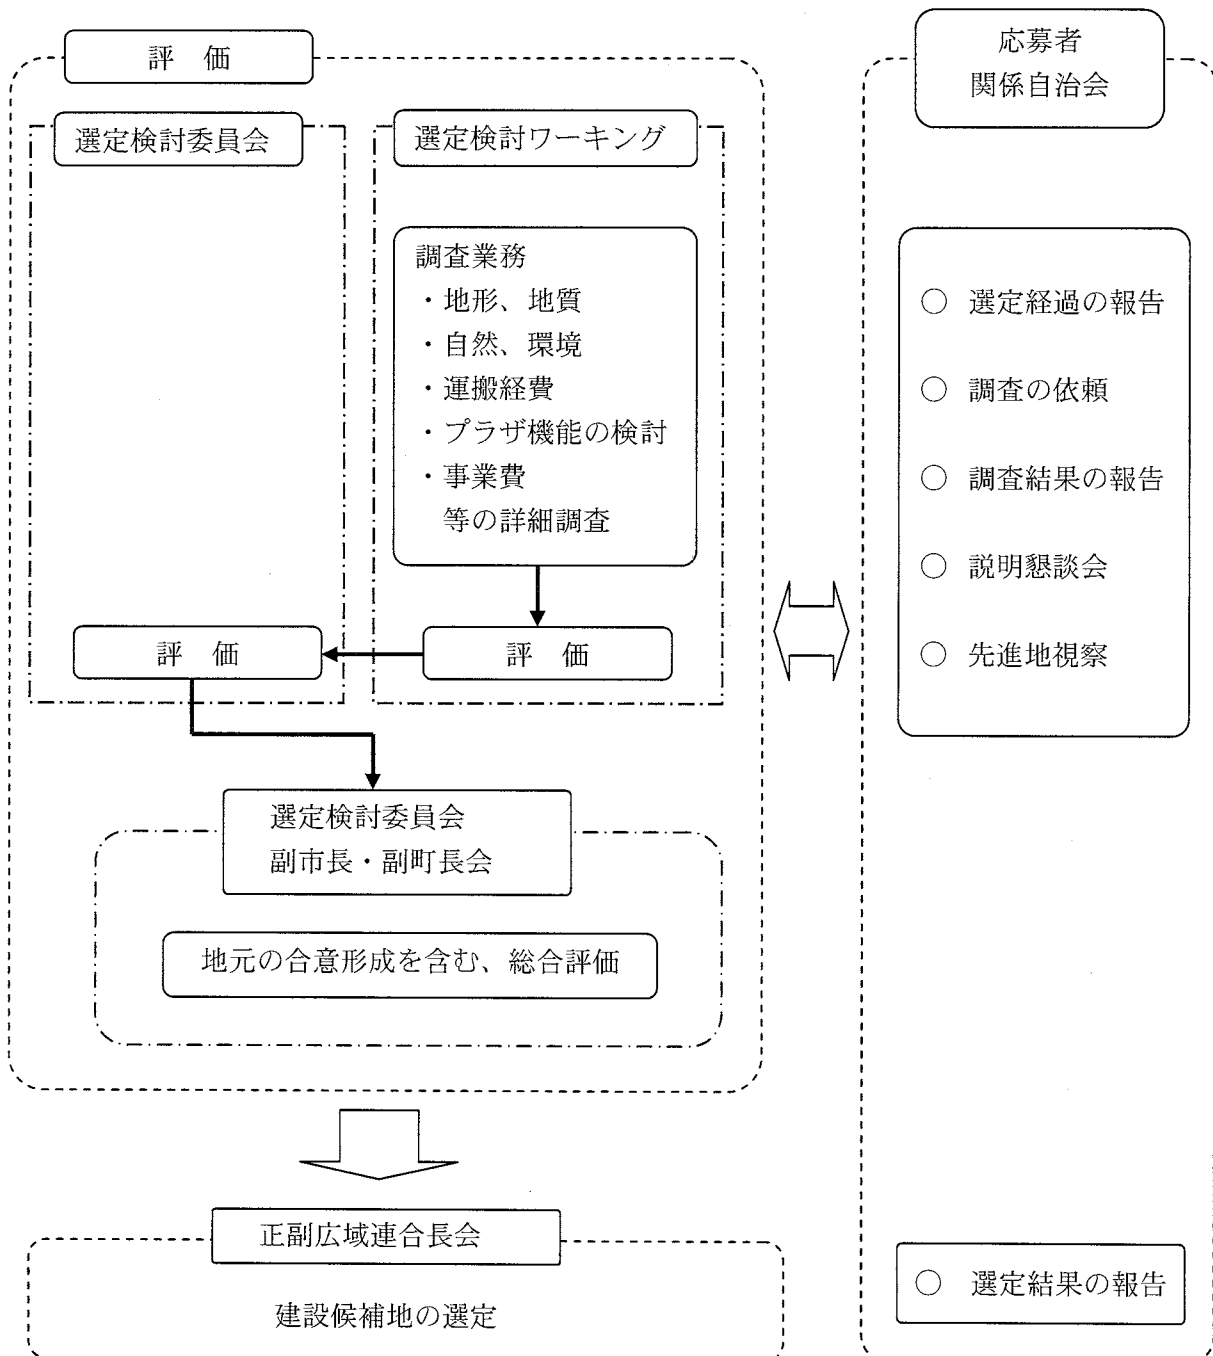 評　価
選定検討委員会
選定検討ワーキング
調査業務
・地形、地質
・自然、環境
・運搬経費
・プラザ機能の検討
・事業費
等の詳細調査
評　価
評　価
選定検討委員会
副市長・副町長会
地元の合意形成を含む、総合評価
正副広域連合長会
建設候補地の選定
応募者
関係自治会
○　選定経過の報告
○　調査の依頼
○　調査結果の報告
○　説明懇談会
○　先進地視察
○　選定結果の報告